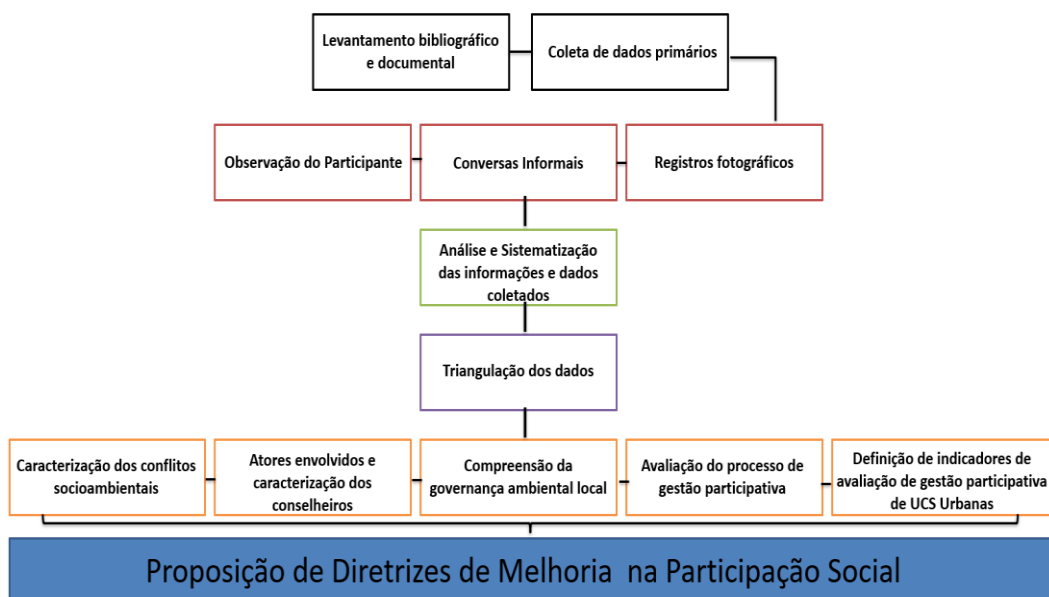 Levantamento bibliográfico
e documental
Coleta de dados primários
Observação do Participante
Conversas Informais
Registros fotográficos
Análise e Sistematização
das informações e dados
coletados
Triangulação dos dados
Caracterização dos conflitos
socioambientais
Atores envolvidos e
caracterização dos
conselheiros
Compreensão da
governança ambiental local
Avaliação do processo de
gestão participativa
Definição de indicadores de
avaliação de gestão participativa
de UCS Urbanas
Proposição de Diretrizes de Melhoria na Participação Social